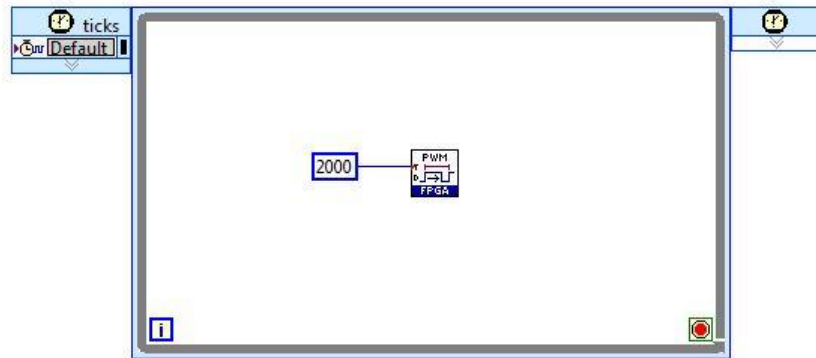 ticks
Default
2000
PWM
T
D
FPGA
i